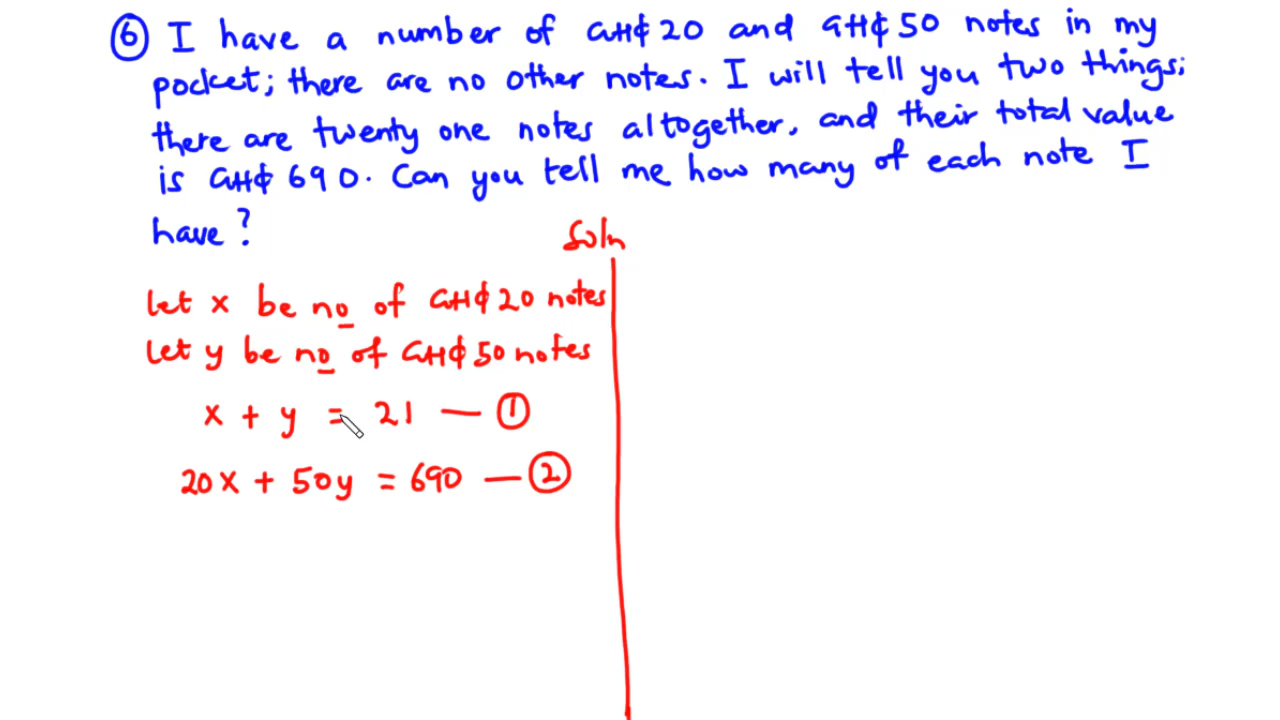 ⑥ I have a number of GH₵20 and GH₵50 notes in my
pocket; there are no other notes. I will tell you two things;
there are twenty one notes altogether, and their total value
is GH₵690. Can you tell me how many of each note I
have?
Soln
Let x be no of GH₵20 notes
Let y be no of GH₵50 notes
x + y = 21 — ①
20x + 50y = 690 — ②